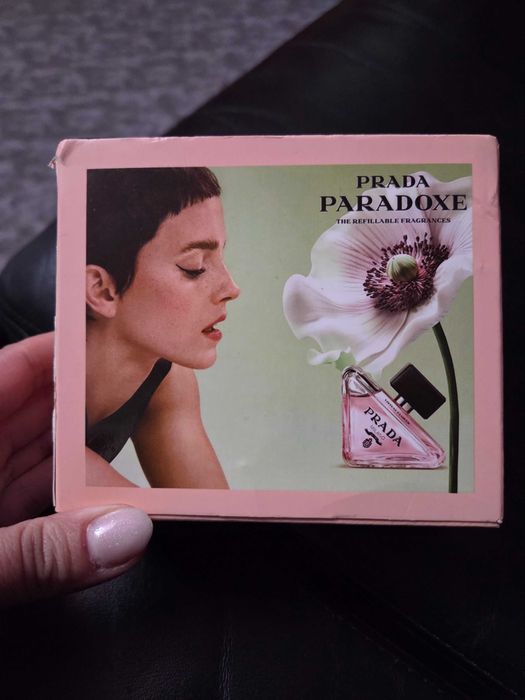 PRADA
PARADOXE
THE REFILLABLE FRAGRANCES
PRADA